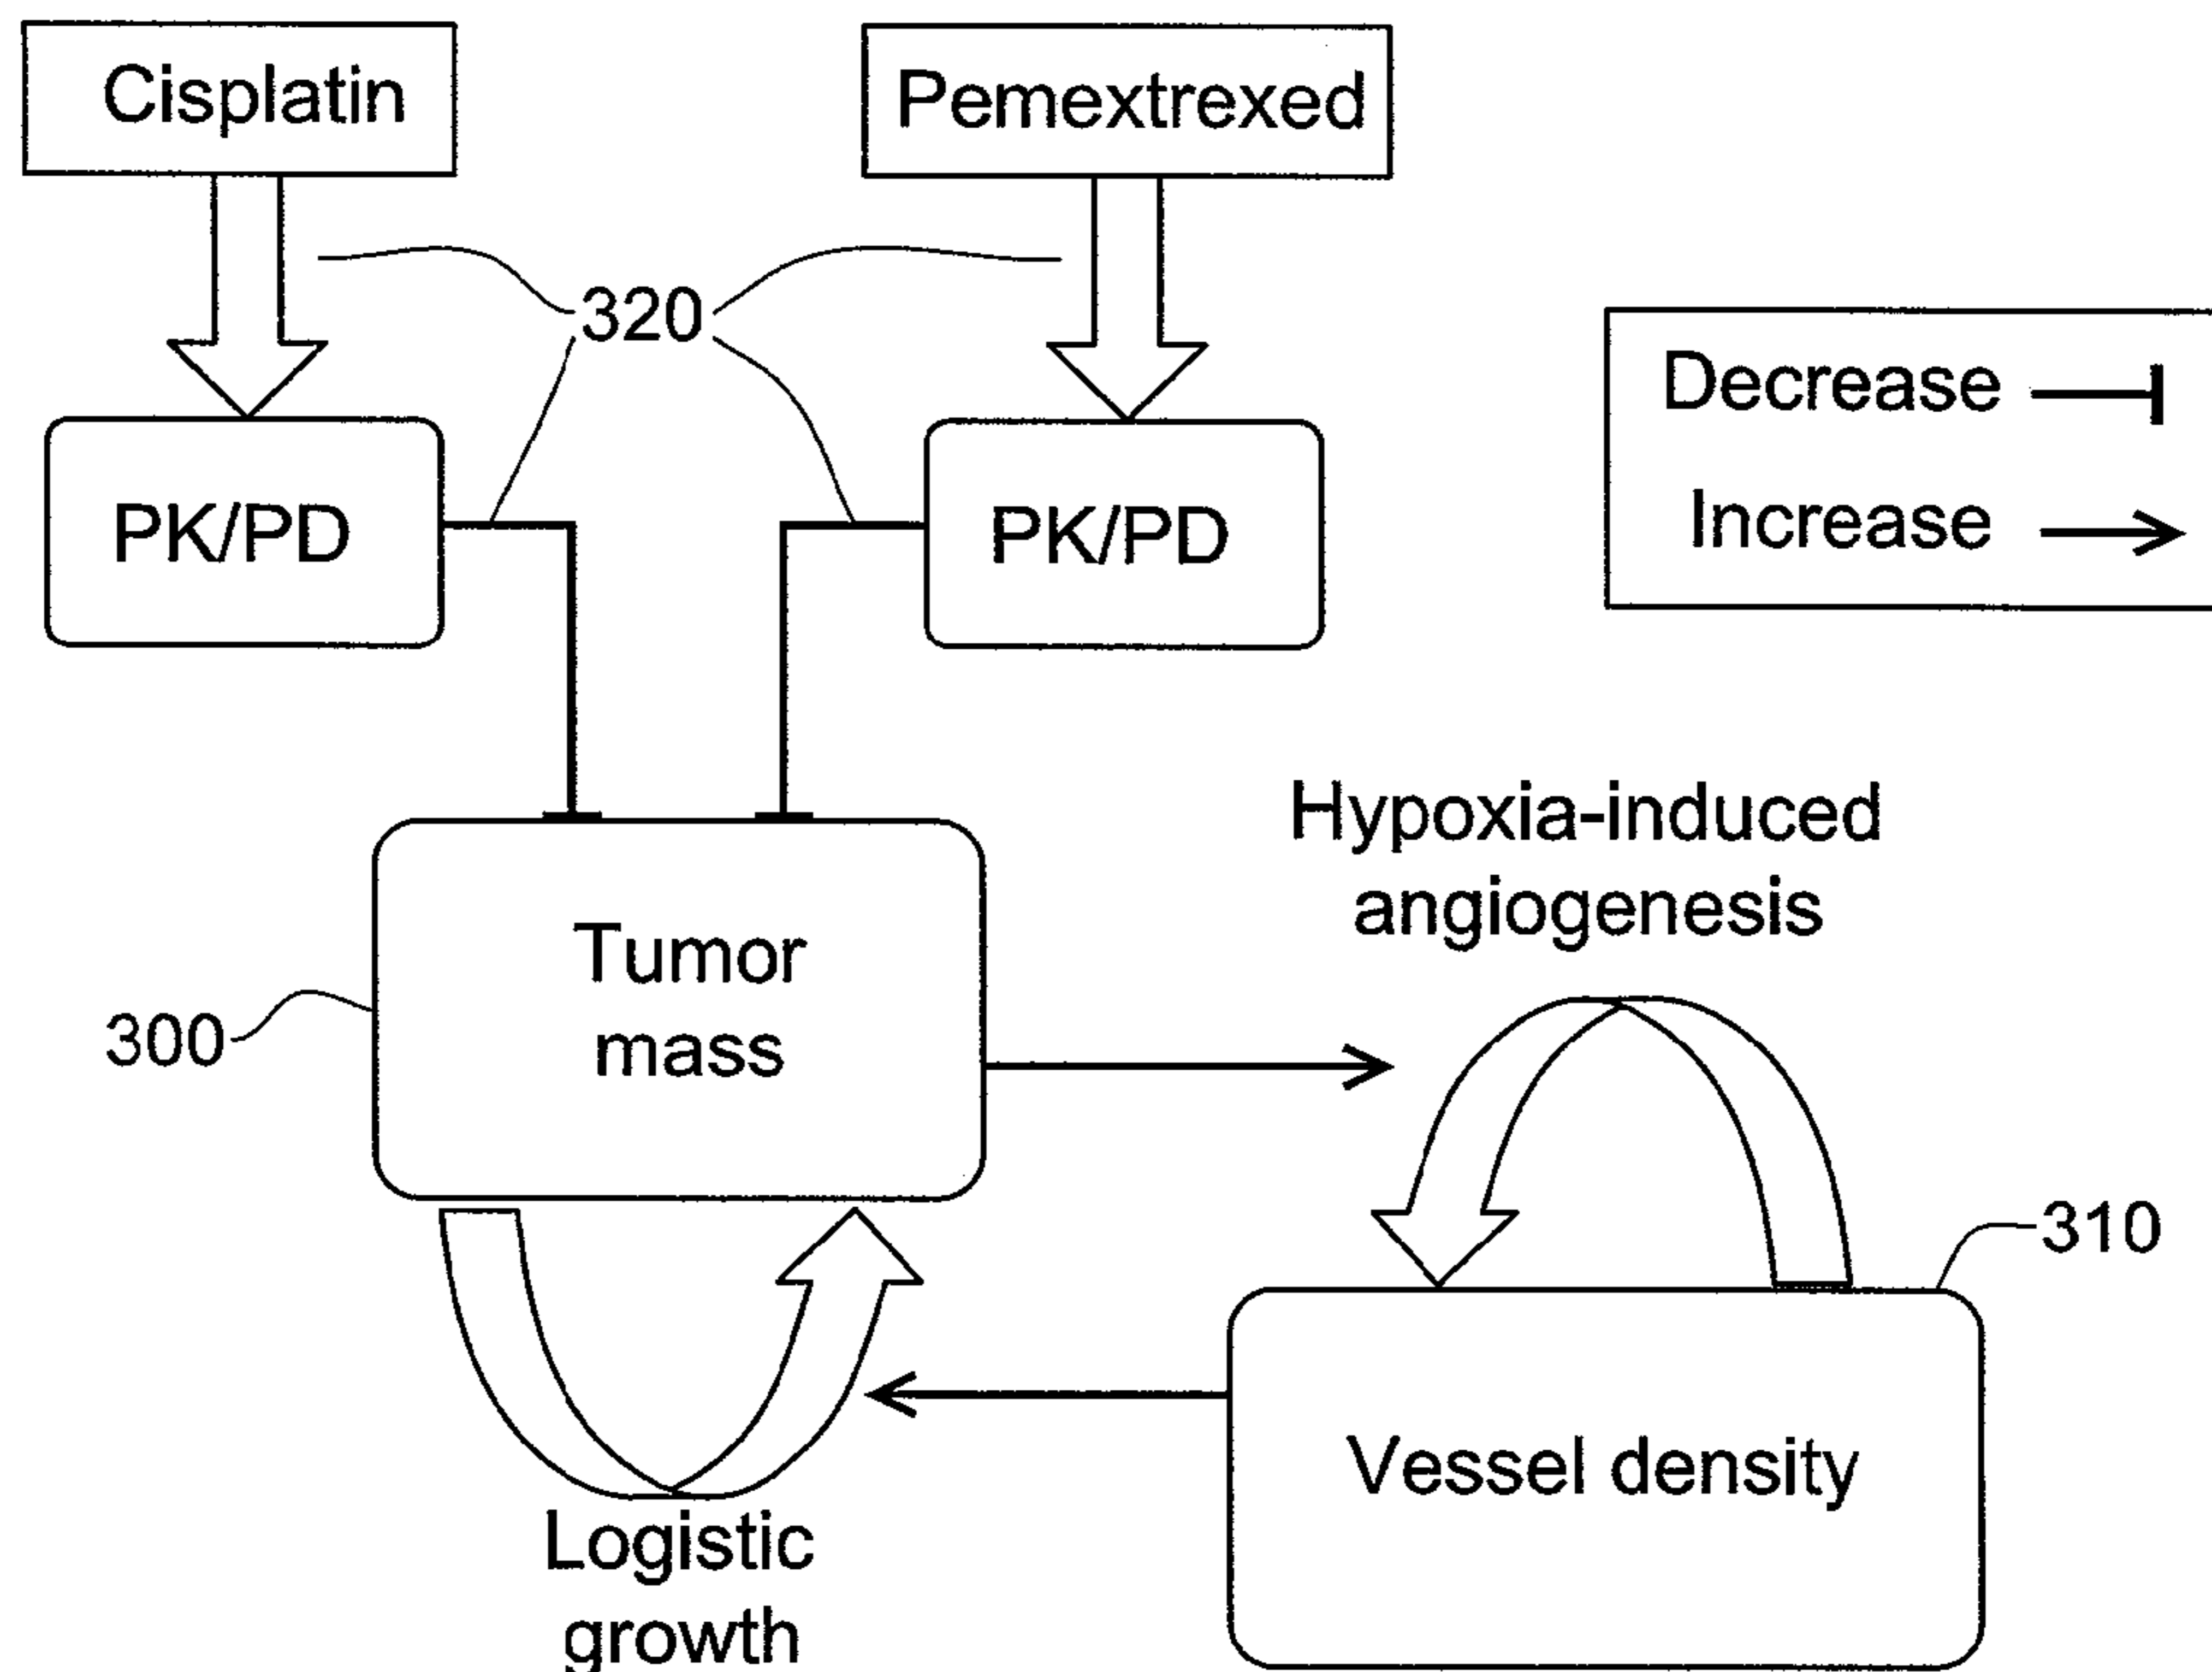 Cisplatin
Pemextrexed
320
Decrease
Increase
PK/PD
PK/PD
Hypoxia-induced
angiogenesis
Tumor
mass
300
310
Vessel density
Logistic
growth